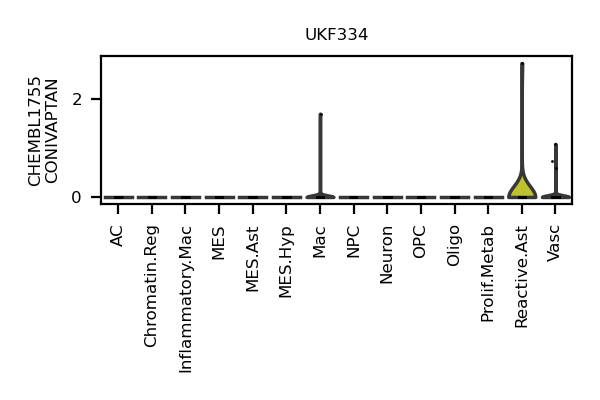 UKF334
CHEMBL1755
CONIVAPTAN
2
0
AC
Chromatin.Reg
Inflammatory.Mac
MES
MES.Ast
MES.Hyp
Mac
NPC
Neuron
OPC
Oligo
Prolif.Metab
Reactive.Ast
Vasc